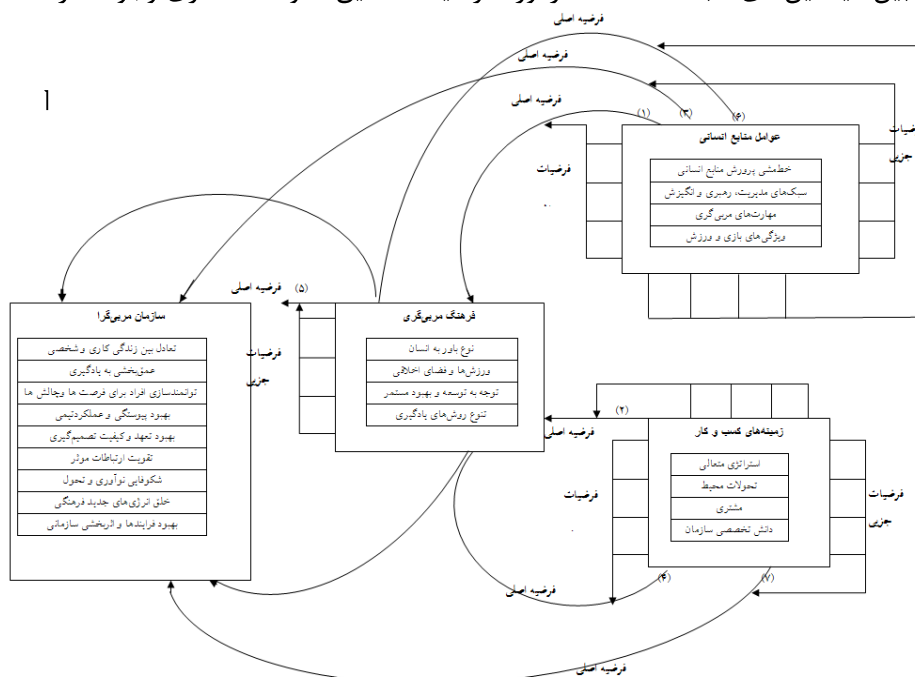 فرضیه اصلی
فرضیه اصلی
فرضیه اصلی
(۱)
(۳)
(۶)
ا
عوامل منابع انسانی
خط‌مشی پرورش منابع انسانی
سبک‌های مدیریت، رهبری و انگیزش
مهارت‌های مربی‌گری
ویژگی‌های بازی و ورزش
فرضیات
جزیی
فرضیات
(۵)
فرضیه اصلی
فرضیات
جزیی
فرهنگ مربی‌گری
نوع باور به انسان
ورزش‌ها و فضای اخلاقی
توجه به توسعه و بهبود مستمر
تنوع روش‌های یادگیری
سازمان مربی‌گرا
تعادل بین زندگی کاری و شخصی
عمق‌بخشی به یادگیری
توانمندسازی افراد برای فرصت ها وچالش ها
بهبود پیوستگی و عملکردتیمی
بهبود تعهد و کیفیت تصمیم‌گیری
تقویت ارتباطات موثر
شکوفایی نوآوری و تحول
خلق انرژی‌های جدید فرهنگی
بهبود فرایندها و اثربخشی سازمانی
(۲)
فرضیه اصلی
زمینه‌های کسب و کار
استراتژی متعالی
تحولات محیط
مشتری
دانش تخصصی سازمان
فرضیات
فرضیات
جزیی
(۴)
(۷)
فرضیه اصلی
فرضیه اصلی